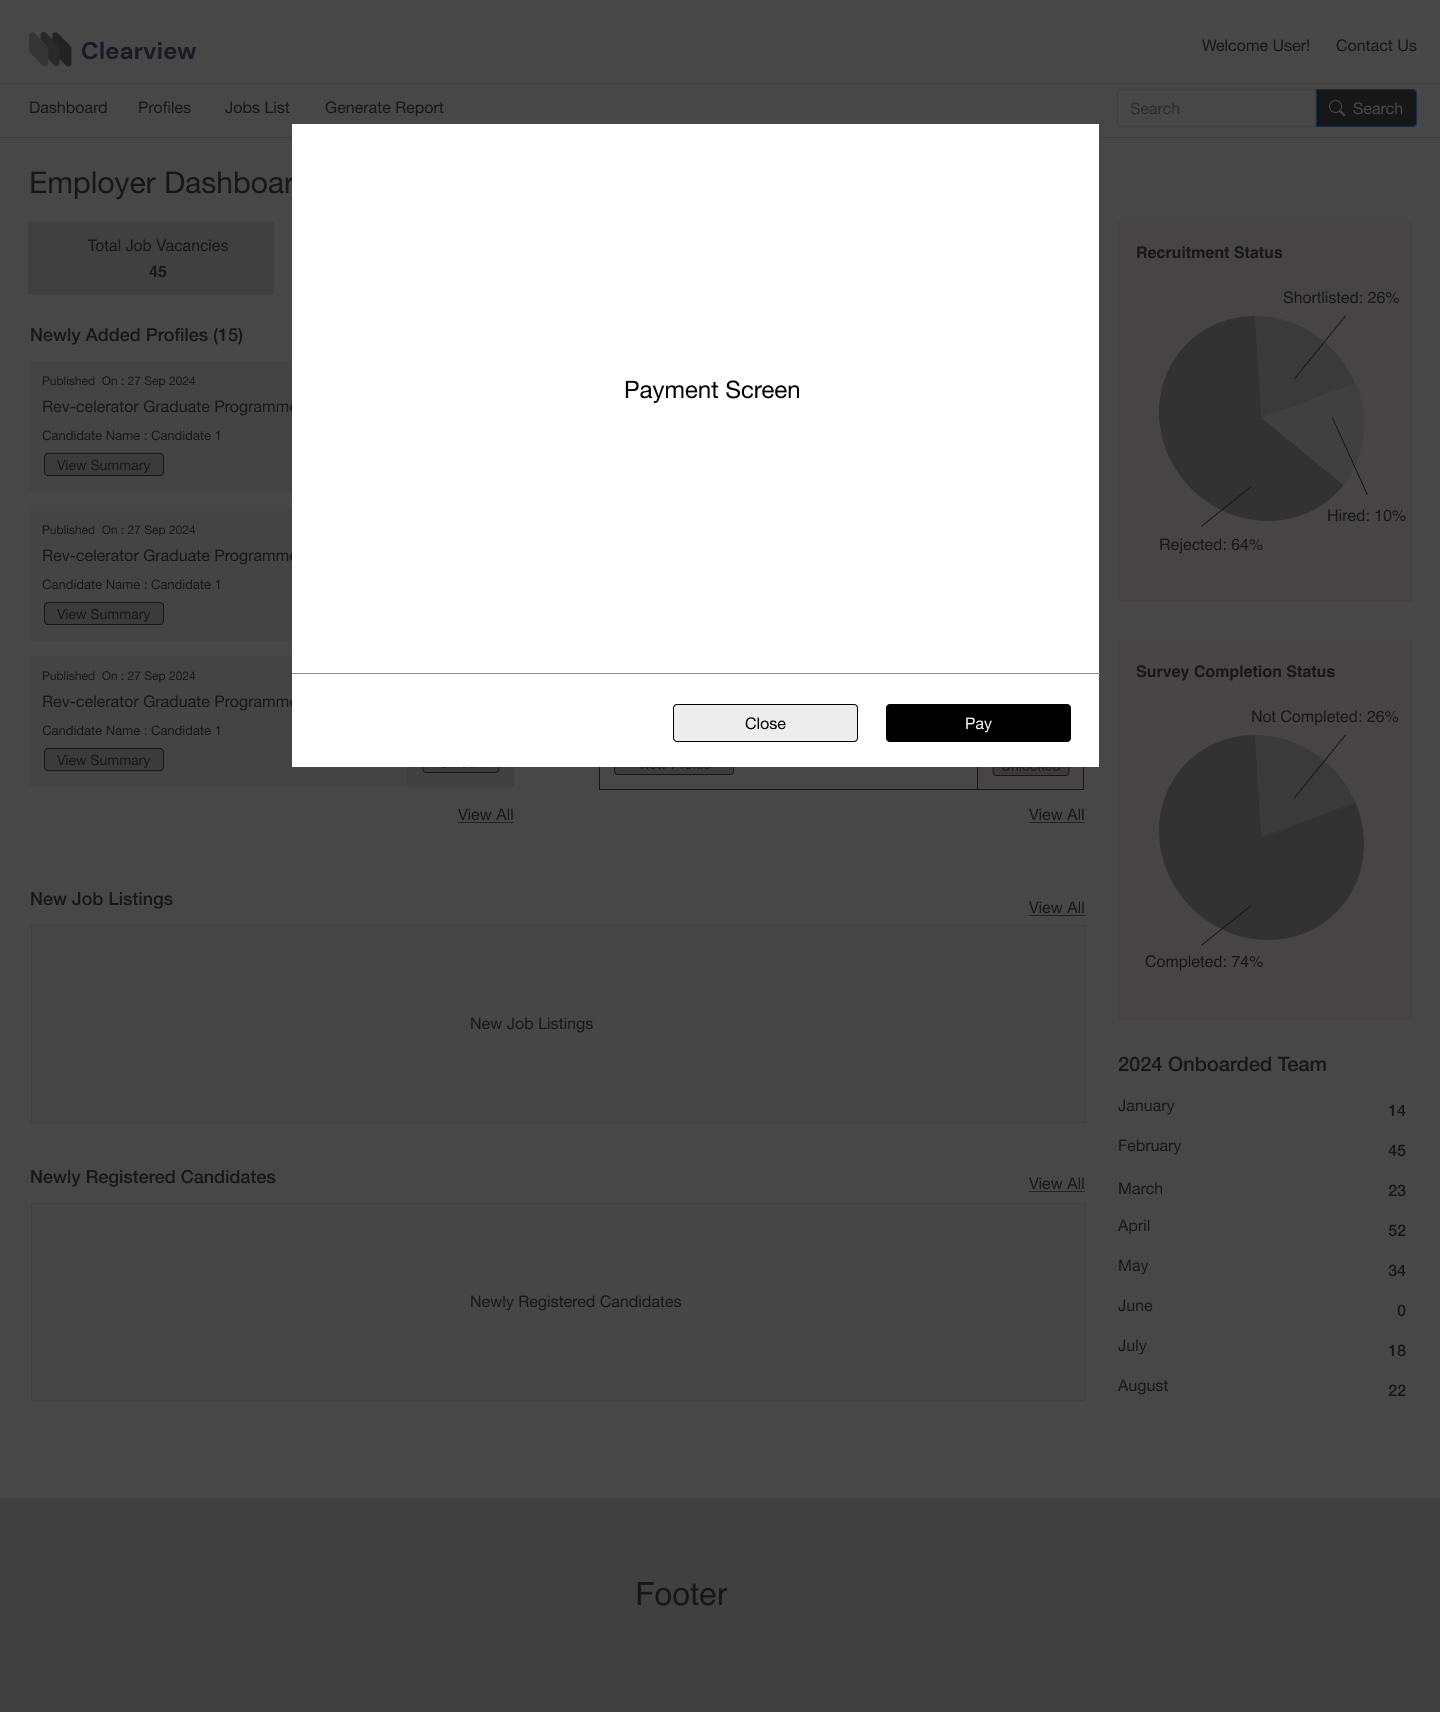 Clearview
Welcome User!
Contact Us
Dashboard
Profiles
Jobs List
Generate Report
Search
Search
Employer
Total Job Vacancies
45
Newly Added Profiles (15)
Published On : 27 Sep 2024
Rev-celerator Graduate Programme
Candidate Name : Candidate 1
View Summary
Published On : 27 Sep 2024
Rev-celerator Graduate Programme
Candidate Name : Candidate 1
View Summary
Published On : 27 Sep 2024
Rev-celerator Graduate Programme
Candidate Name : Candidate 1
View Summary
View All
Payment Screen
Close
Pay
Unlocked
View All
Recruitment Status
Shortlisted: 26%
Hired: 10%
Rejected: 64%
Survey Completion Status
Not Completed: 26%
Completed: 74%
New Job Listings
View All
New Job Listings
Newly Registered Candidates
View All
Newly Registered Candidates
2024 Onboarded Team
January 14
February 45
March 23
April 52
May 34
June 0
July 18
August 22
Footer